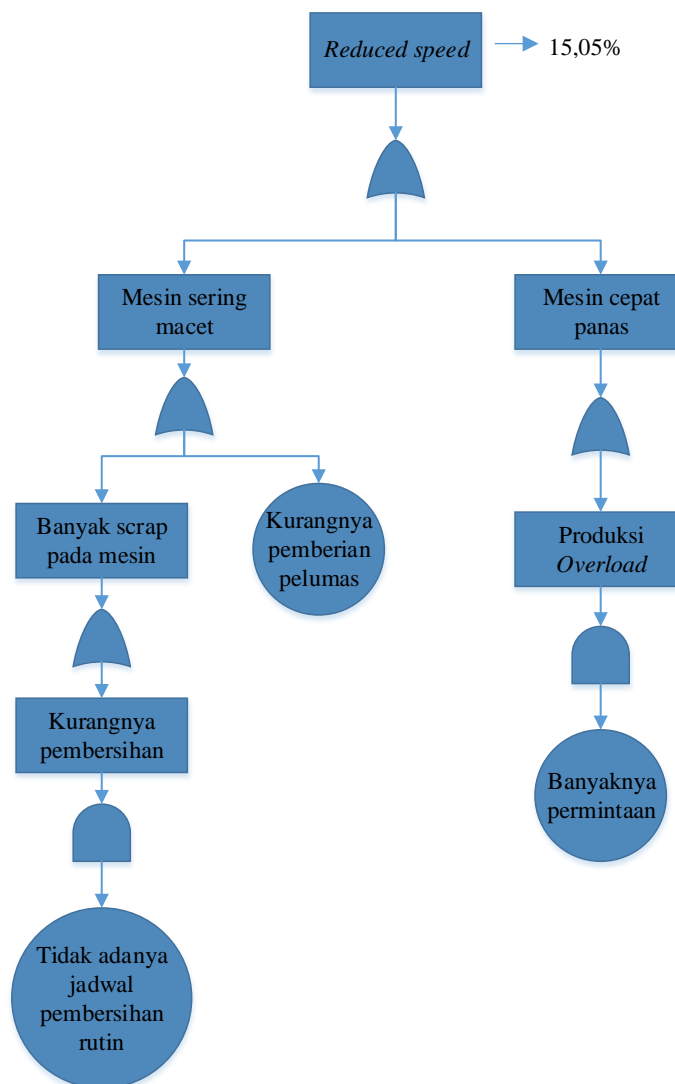 Reduced speed
15,05%
Mesin sering
macet
Mesin cepat
panas
Banyak scrap
pada mesin
Kurangnya
pemberian
pelumas
Produksi
Overload
Kurangnya
pembersihan
Banyaknya
permintaan
Tidak adanya
jadwal
pembersihan
rutin